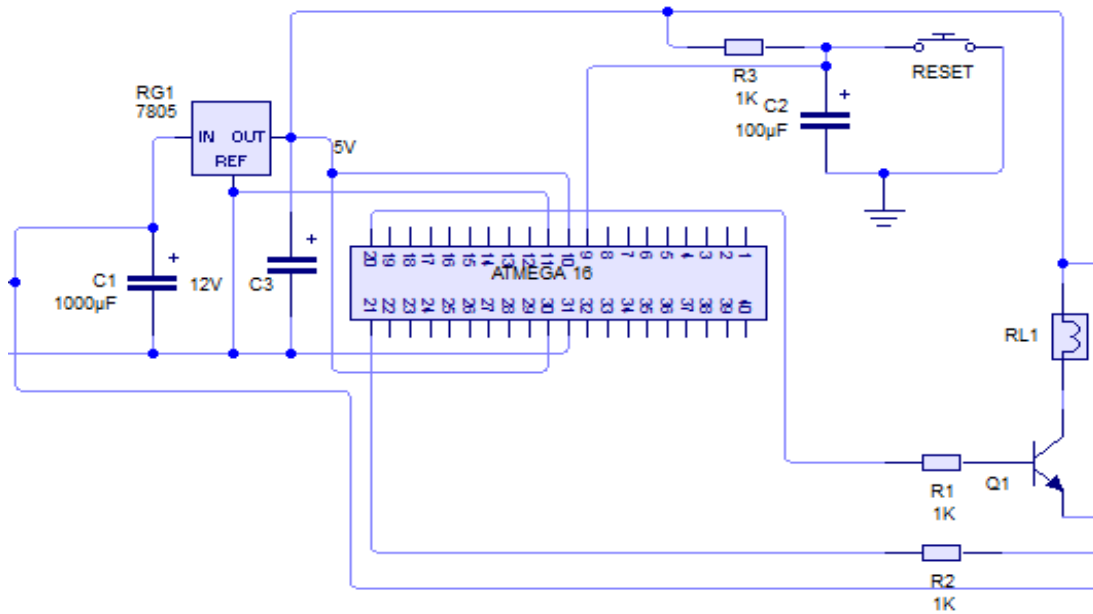 R3
1K
RESET
C2
100µF
RG1
7805
IN OUT
REF
5V
C1
1000µF
12V
C3
20 19 18 17 16 15 14 13 12 11 10 9 8 7 6 5 4 3 2 1
ATMEGA 16
21 22 23 24 25 26 27 28 29 30 31 32 33 34 35 36 37 38 39 40
RL1
R1
1K
Q1
R2
1K